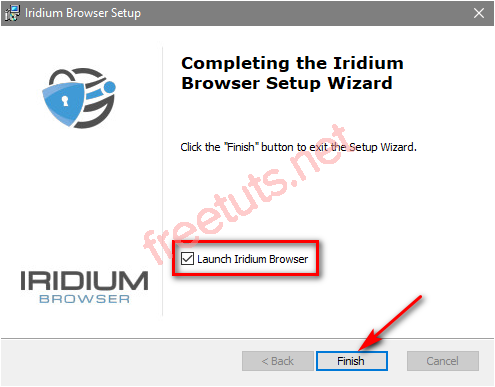 Iridium Browser Setup
Completing the Iridium
Browser Setup Wizard
Click the "Finish" button to exit the Setup Wizard.
freetuts.net
Launch Iridium Browser
IRIDIUM
BROWSER
< Back
Finish
Cancel